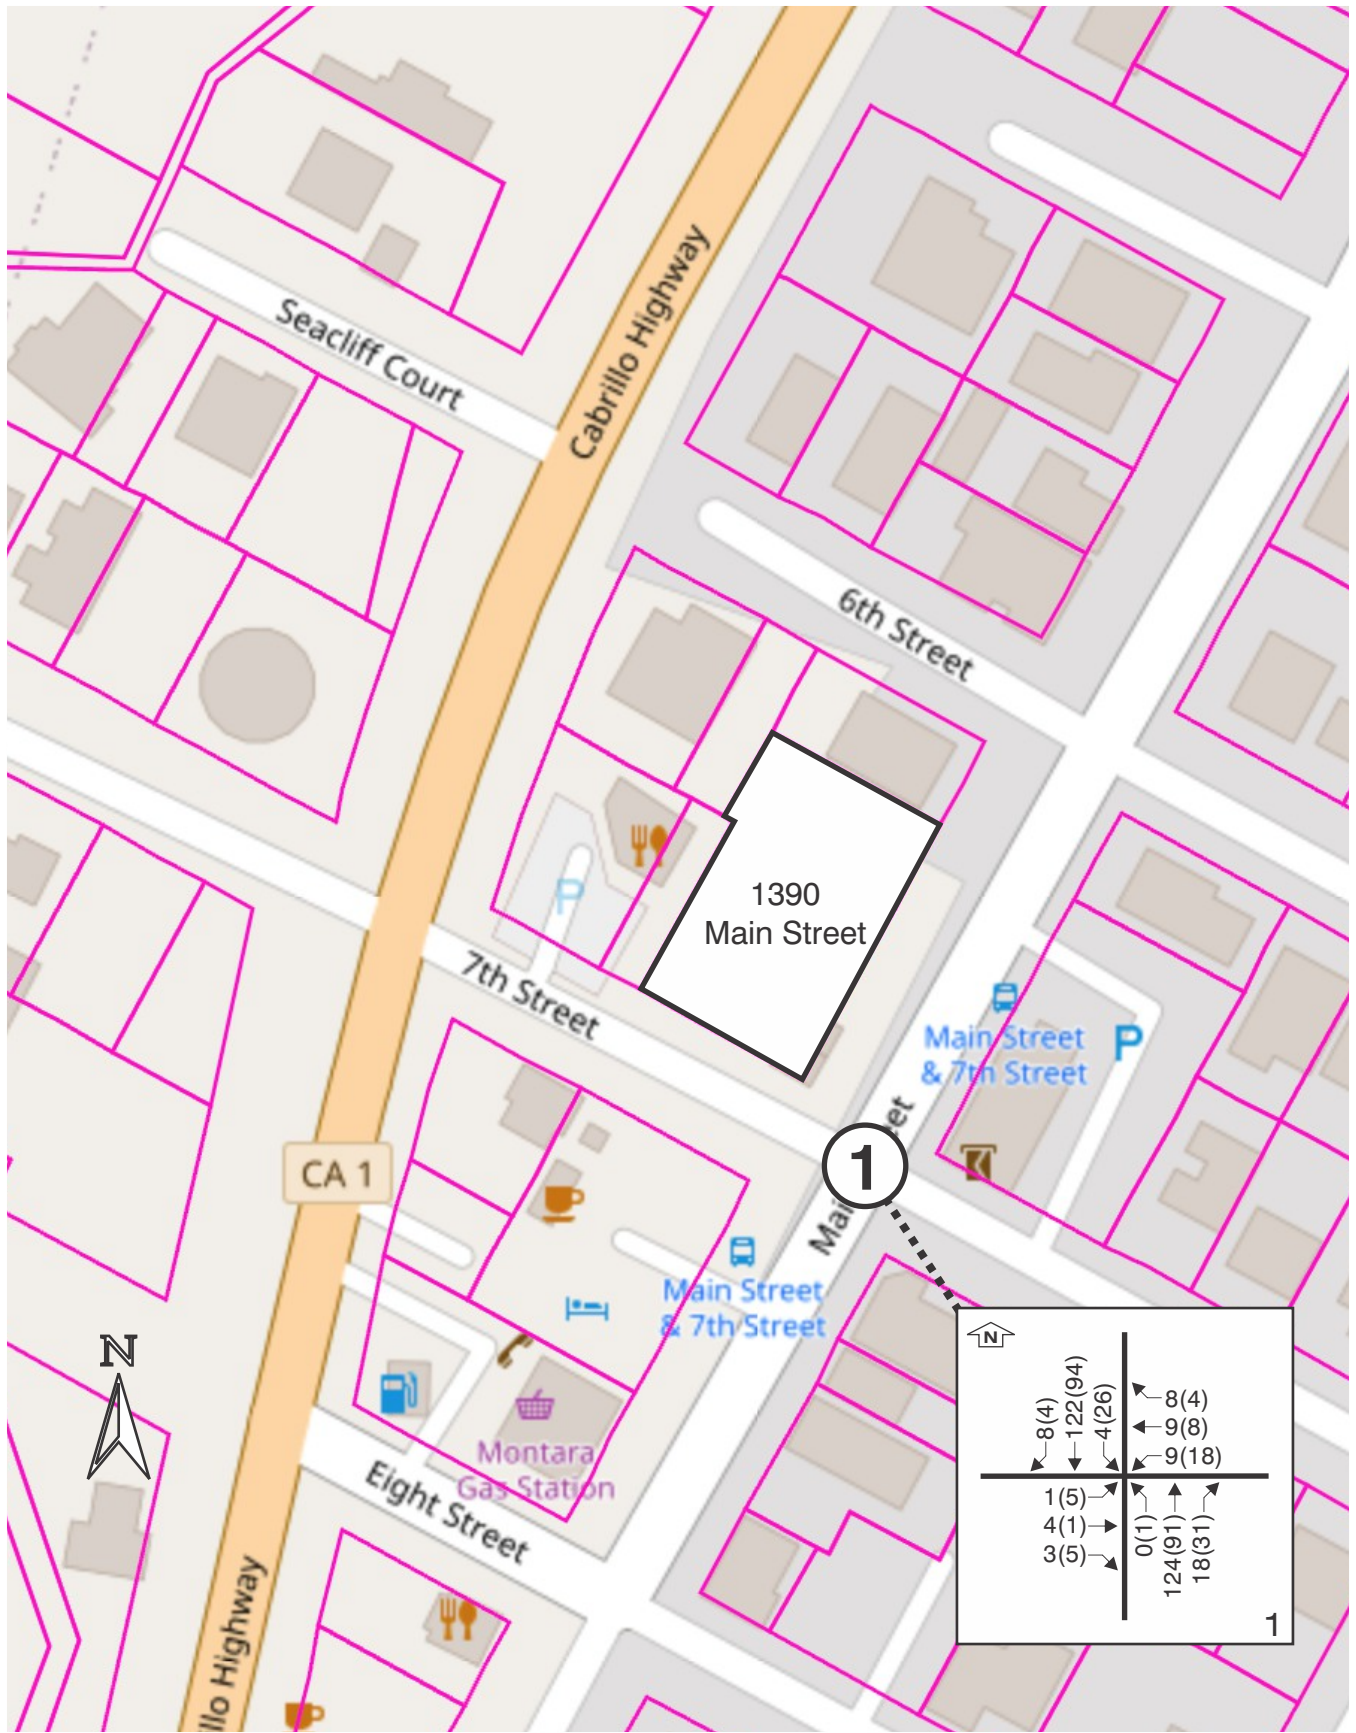 Seacliff Court
Cabrillo Highway
6th Street
P
1390
Main Street
7th Street
Main Street
& 7th Street
P
CA 1
1
Main Street
& 7th Street
N
Montara
Gas Station
Eight Street
N
8(4)
122(94)
4(26)
8(4)
9(8)
9(18)
1(5)
4(1)
3(5)
0(1)
124(91)
18(31)
1